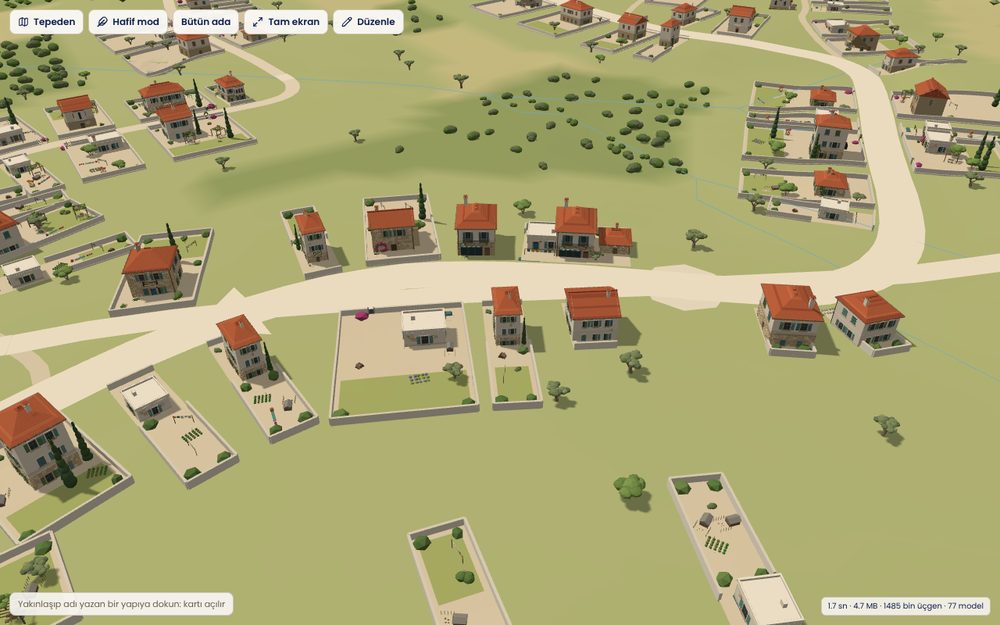 Tepeden
Hafif mod
Bütün ada
Tam ekran
Düzenle
Yakınlaşıp adı yazan bir yapıya dokun: kartı açılır
1.7 sn · 4.7 MB · 1485 bin üçgen · 77 model